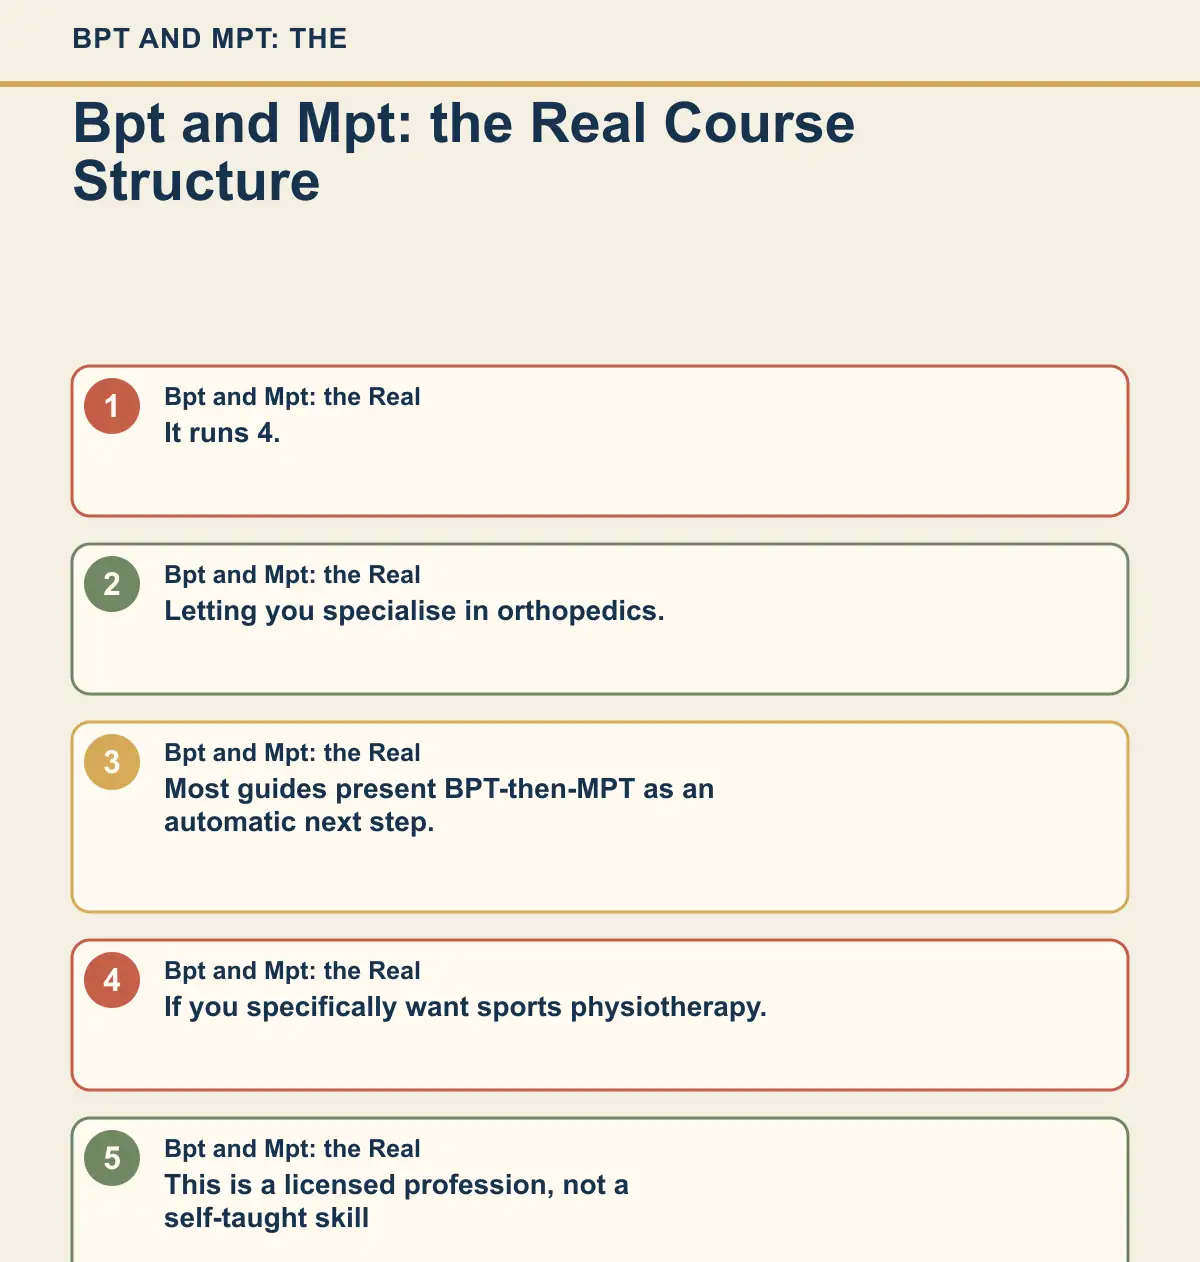 BPT AND MPT: THE
Bpt and Mpt: the Real Course
Structure
1
Bpt and Mpt: the Real
It runs 4.
2
Bpt and Mpt: the Real
Letting you specialise in orthopedics.
3
Bpt and Mpt: the Real
Most guides present BPT-then-MPT as an
automatic next step.
4
Bpt and Mpt: the Real
If you specifically want sports physiotherapy.
5
Bpt and Mpt: the Real
This is a licensed profession, not a
self-taught skill